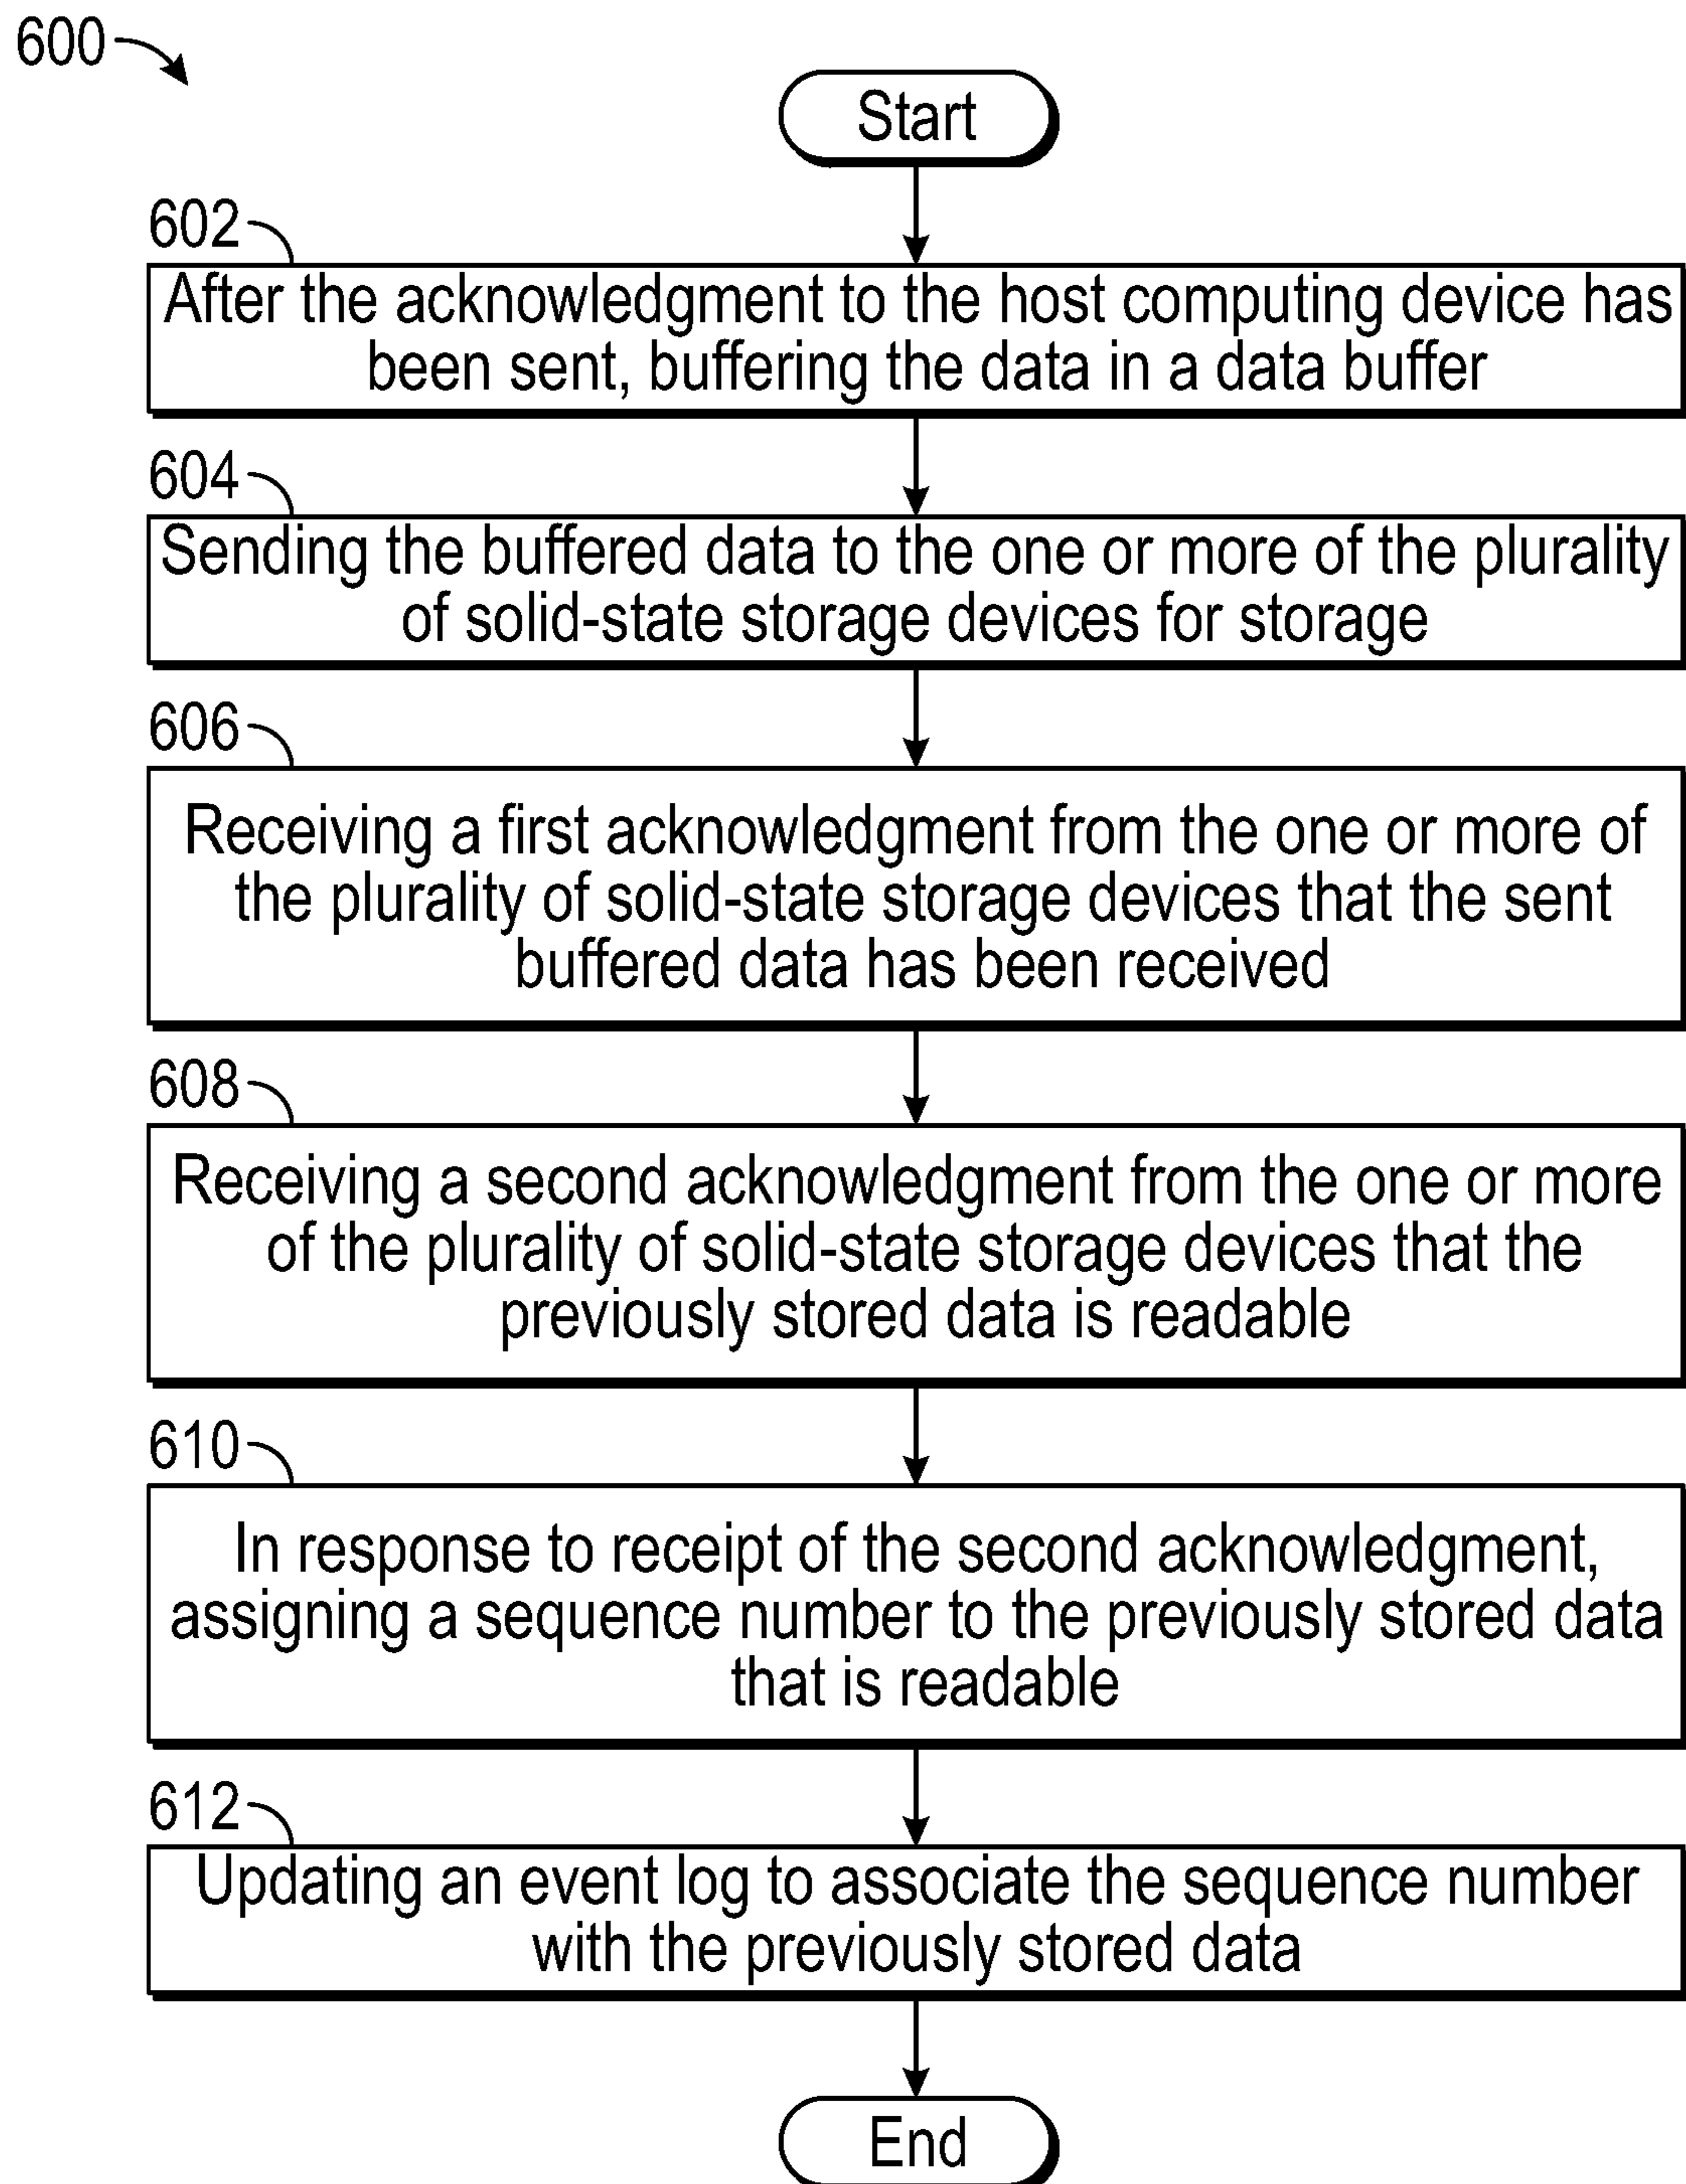 600
Start
602
After the acknowledgment to the host computing device has
been sent, buffering the data in a data buffer
604
Sending the buffered data to the one or more of the plurality
of solid-state storage devices for storage
606
Receiving a first acknowledgment from the one or more of
the plurality of solid-state storage devices that the sent
buffered data has been received
608
Receiving a second acknowledgment from the one or more
of the plurality of solid-state storage devices that the
previously stored data is readable
610
In response to receipt of the second acknowledgment,
assigning a sequence number to the previously stored data
that is readable
612
Updating an event log to associate the sequence number
with the previously stored data
End